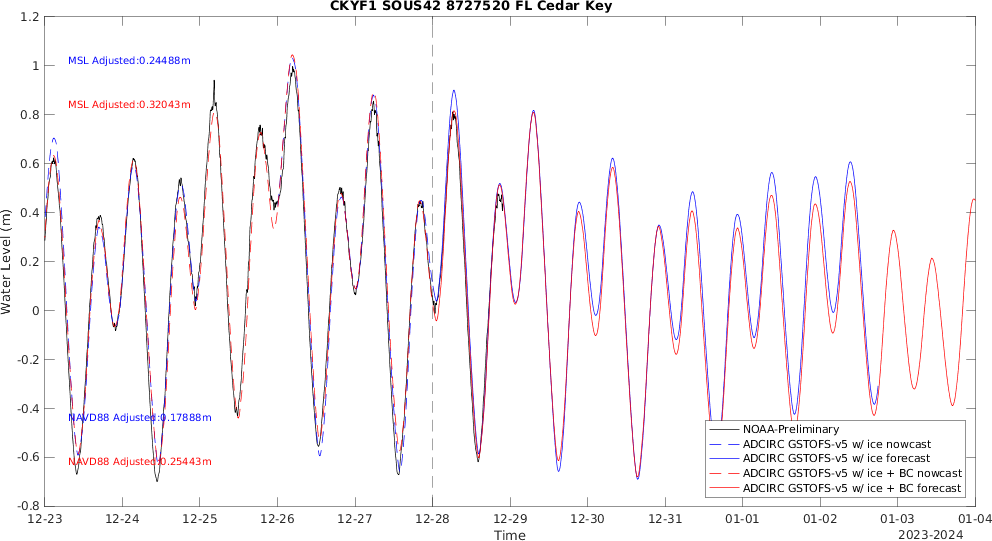 CKYF1 SOUS42 8727520 FL Cedar Key
1.2
1
0.8
0.6
0.4
0.2
0
-0.2
-0.4
-0.6
-0.8
Water Level (m)
MSL Adjusted:0.24488m
MSL Adjusted:0.32043m
NAVD88 Adjusted:0.17888m
NAVD88 Adjusted:0.25443m
NOAA-Preliminary
ADCIRC GSTOFS-v5 w/ ice nowcast
ADCIRC GSTOFS-v5 w/ ice forecast
ADCIRC GSTOFS-v5 w/ ice + BC nowcast
ADCIRC GSTOFS-v5 w/ ice + BC forecast
12-23 12-24 12-25 12-26 12-27 12-28 12-29 12-30 12-31 01-01 01-02 01-03 01-04
Time
2023-2024